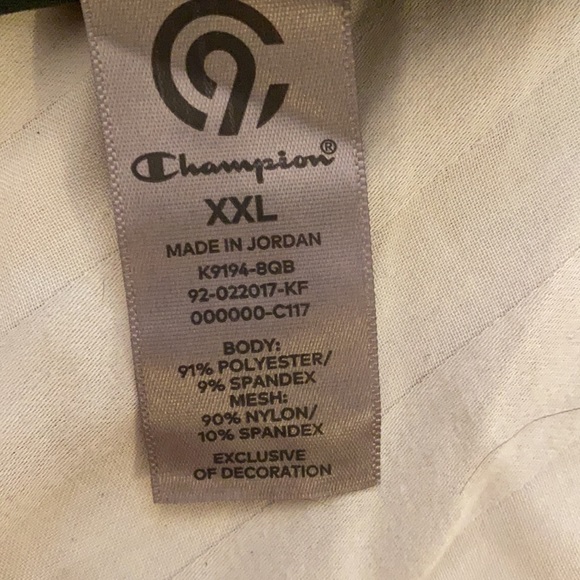 C9
Champion®
XXL
MADE IN JORDAN
K9194-8QB
92-022017-KF
000000-C117
BODY:
91% POLYESTER/
9% SPANDEX
MESH:
90% NYLON/
10% SPANDEX
EXCLUSIVE
OF DECORATION